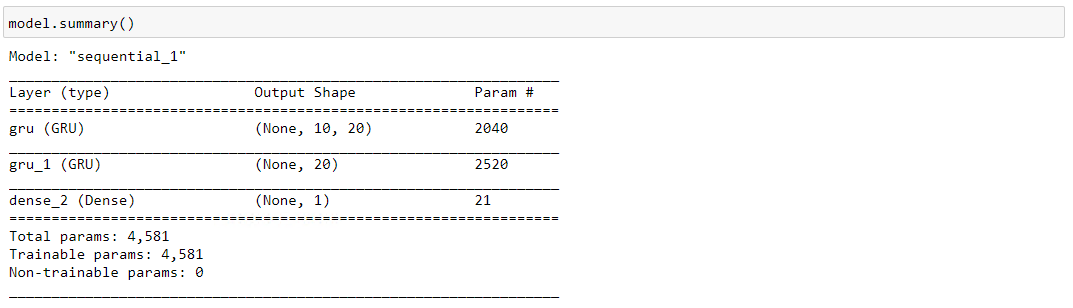 model.summary()
Model: "sequential_1"
Layer (type) Output Shape Param #
gru (GRU) (None, 10, 20) 2040
gru_1 (GRU) (None, 20) 2520
dense_2 (Dense) (None, 1) 21
Total params: 4,581
Trainable params: 4,581
Non-trainable params: 0